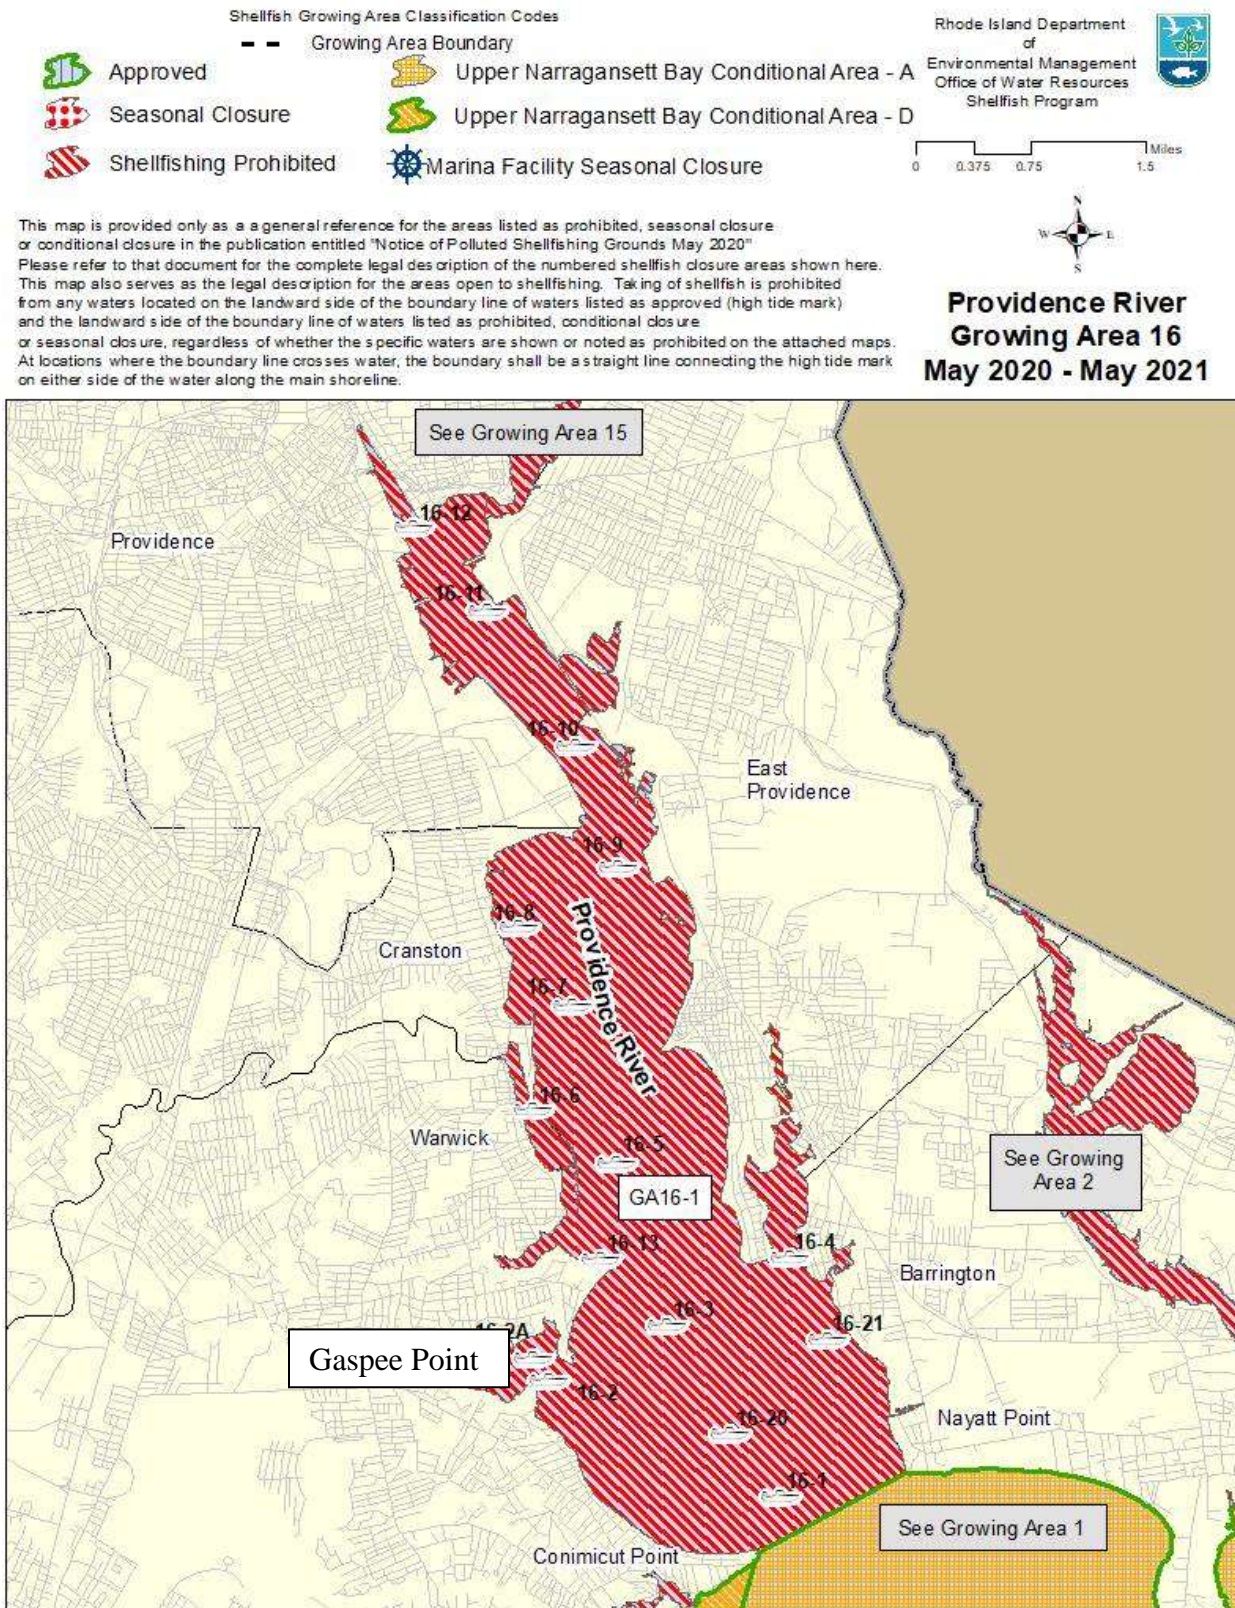 Shellfish Growing Area Classification Codes
Growing Area Boundary
Approved
Seasonal Closure
Shellfishing Prohibited
Upper Narragansett Bay Conditional Area - A
Upper Narragansett Bay Conditional Area - D
Marina Facility Seasonal Closure
Rhode Island Department
of
Environmental Management
Office of Water Resources
Shellfish Program
Miles
0 0.375 0.75 1.5
N
W E
S
This map is provided only as a a general reference for the areas listed as prohibited, seasonal closure
or conditional closure in the publication entitled "Notice of Polluted Shellfishing Grounds May 2020"
Please refer to that document for the complete legal description of the numbered shellfish closure areas shown here.
This map also serves as the legal description for the areas open to shellfishing. Taking of shellfish is prohibited
from any waters located on the landward side of the boundary line of waters listed as approved (high tide mark)
and the landward side of the boundary line of waters listed as prohibited, conditional closure
or seasonal closure, regardless of whether the specific waters are shown or noted as prohibited on the attached maps.
At locations where the boundary line crosses water, the boundary shall be a straight line connecting the high tide mark
on either side of the water along the main shoreline.
Providence River
Growing Area 16
May 2020 - May 2021
See Growing Area 15
16-12
Providence
16-11
16-10
East
Providence
16-9
16-8
Cranston
Providence River
16-7
16-6
Warwick
16-5
See Growing
Area 2
GA16-1
16-13
16-4
Barrington
16-3
16-21
16-2A
Gaspee Point
16-2
16-20
Nayatt Point
16-1
See Growing Area 1
Conimicut Point